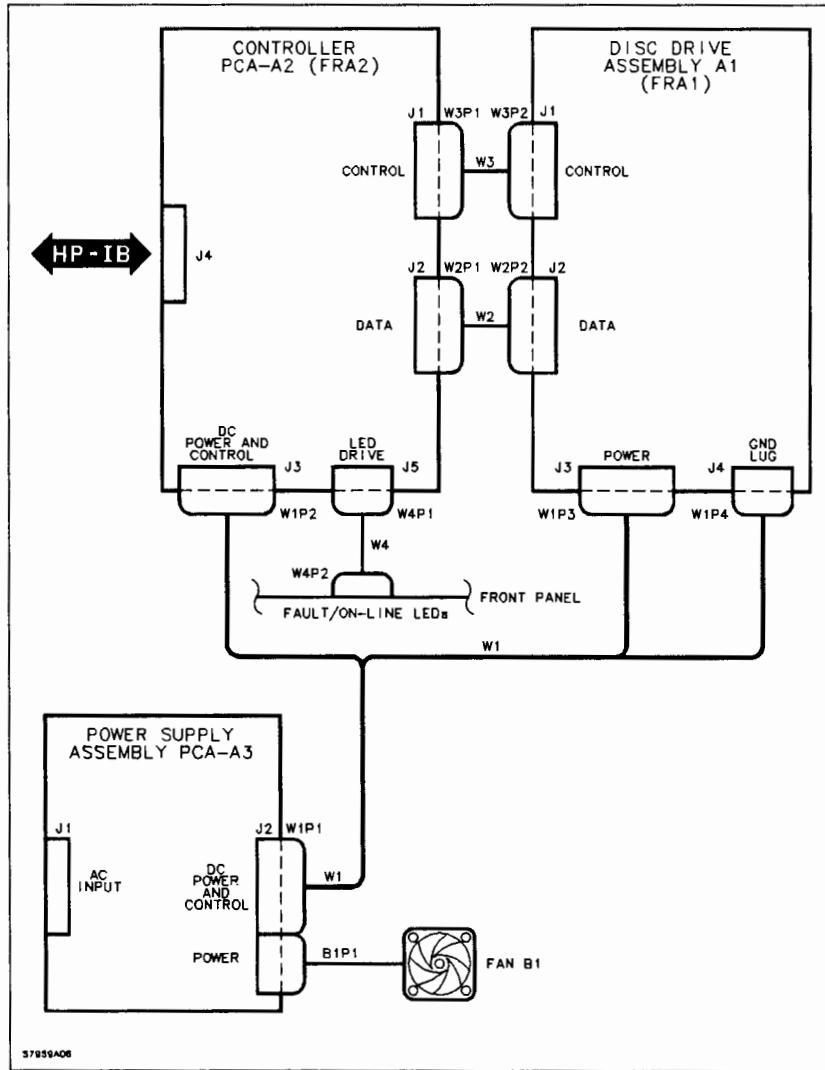 CONTROLLER
PCA-A2 (FRA2)
DISC DRIVE
ASSEMBLY A1
(FRA1)
J1 W3P1 W3P2 J1
CONTROL W3 CONTROL
HP-IB
J4
J2 W2P1 W2P2 J2
DATA W2 DATA
DC
POWER AND
CONTROL
J3
LED
DRIVE
J5
J3
POWER
J4
GND
LUG
W1P2
W4P1
W1P3
W1P4
W4
W4P2
FRONT PANEL
FAULT/ON-LINE LEDs
W1
POWER SUPPLY
ASSEMBLY PCA-A3
J1
J2 W1P1
AC
INPUT
DC
POWER
AND
CONTROL
W1
POWER
B1P1
FAN B1
57959A06